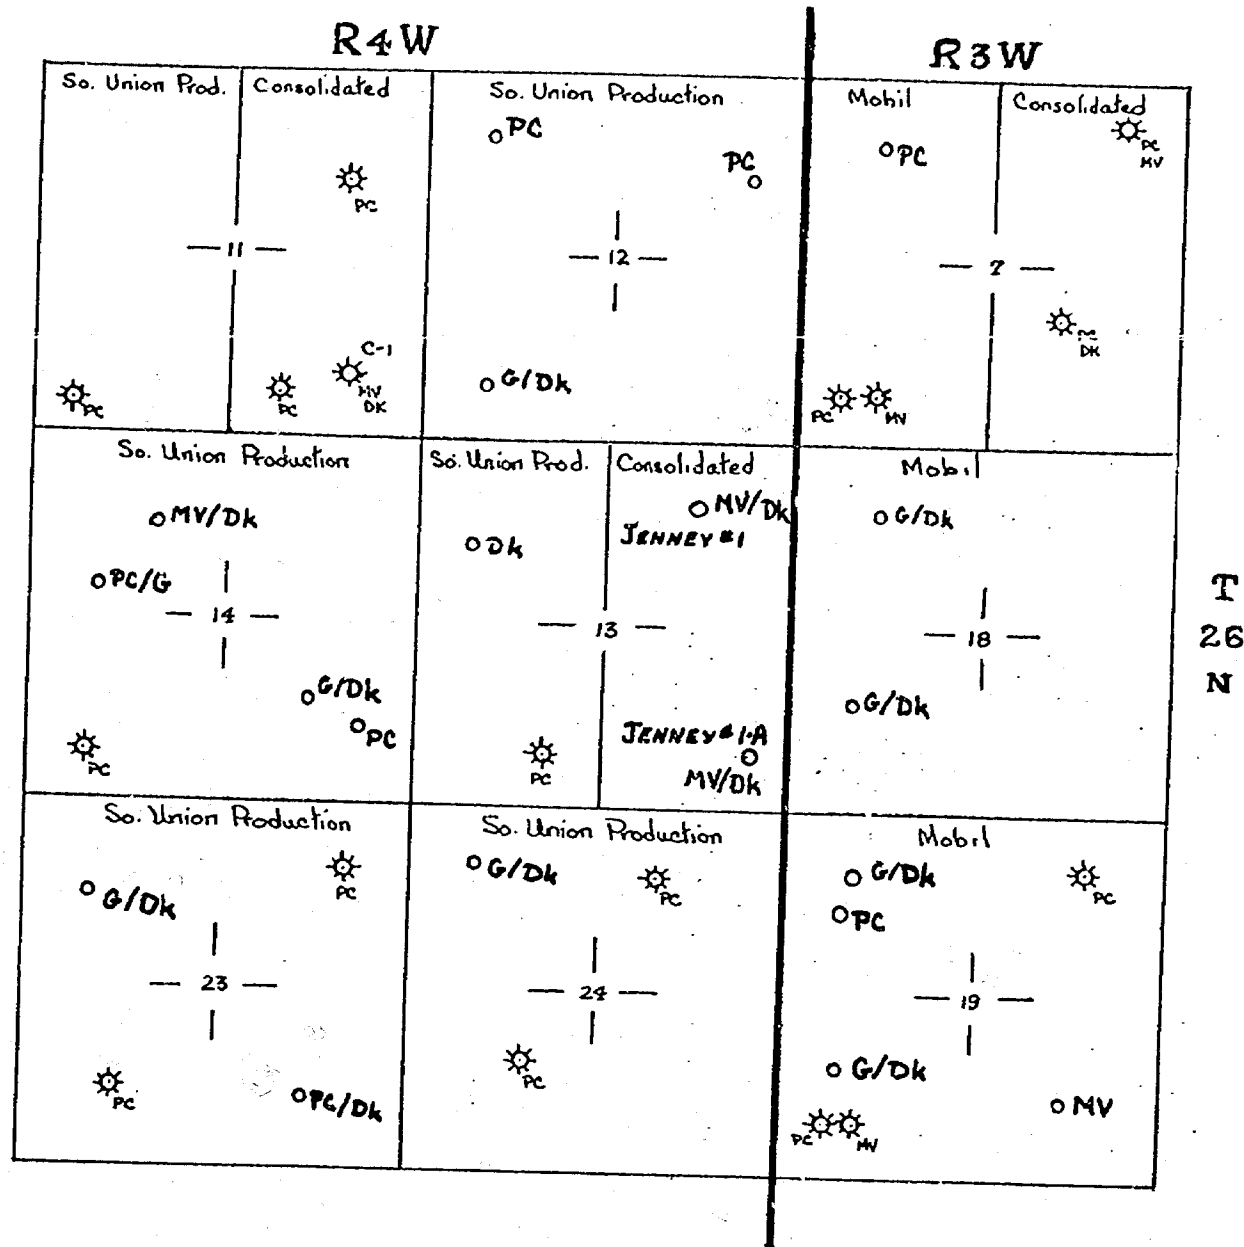 R4W
R3W
So. Union Prod.
Consolidated
So. Union Production
Mobil
Consolidated
PC
PC
PC
PC
PC
MV
11
12
7
C-1
MV
DK
PC
PC
G/Dk
DK
PC
MV
So. Union Production
So. Union Prod.
Consolidated
Mobil
MV/Dk
PC/G
14
G/Dk
PC
PC
Dk
MV/Dk
JENNEY #1
13
JENNEY # 1-A
MV/Dk
PC
G/Dk
18
G/Dk
T
26
N
So. Union Production
So. Union Production
Mobil
G/Dk
PC
23
PC
PC/Dk
G/Dk
PC
24
PC
G/Dk
PC
PC
19
G/Dk
MV
PC
MV